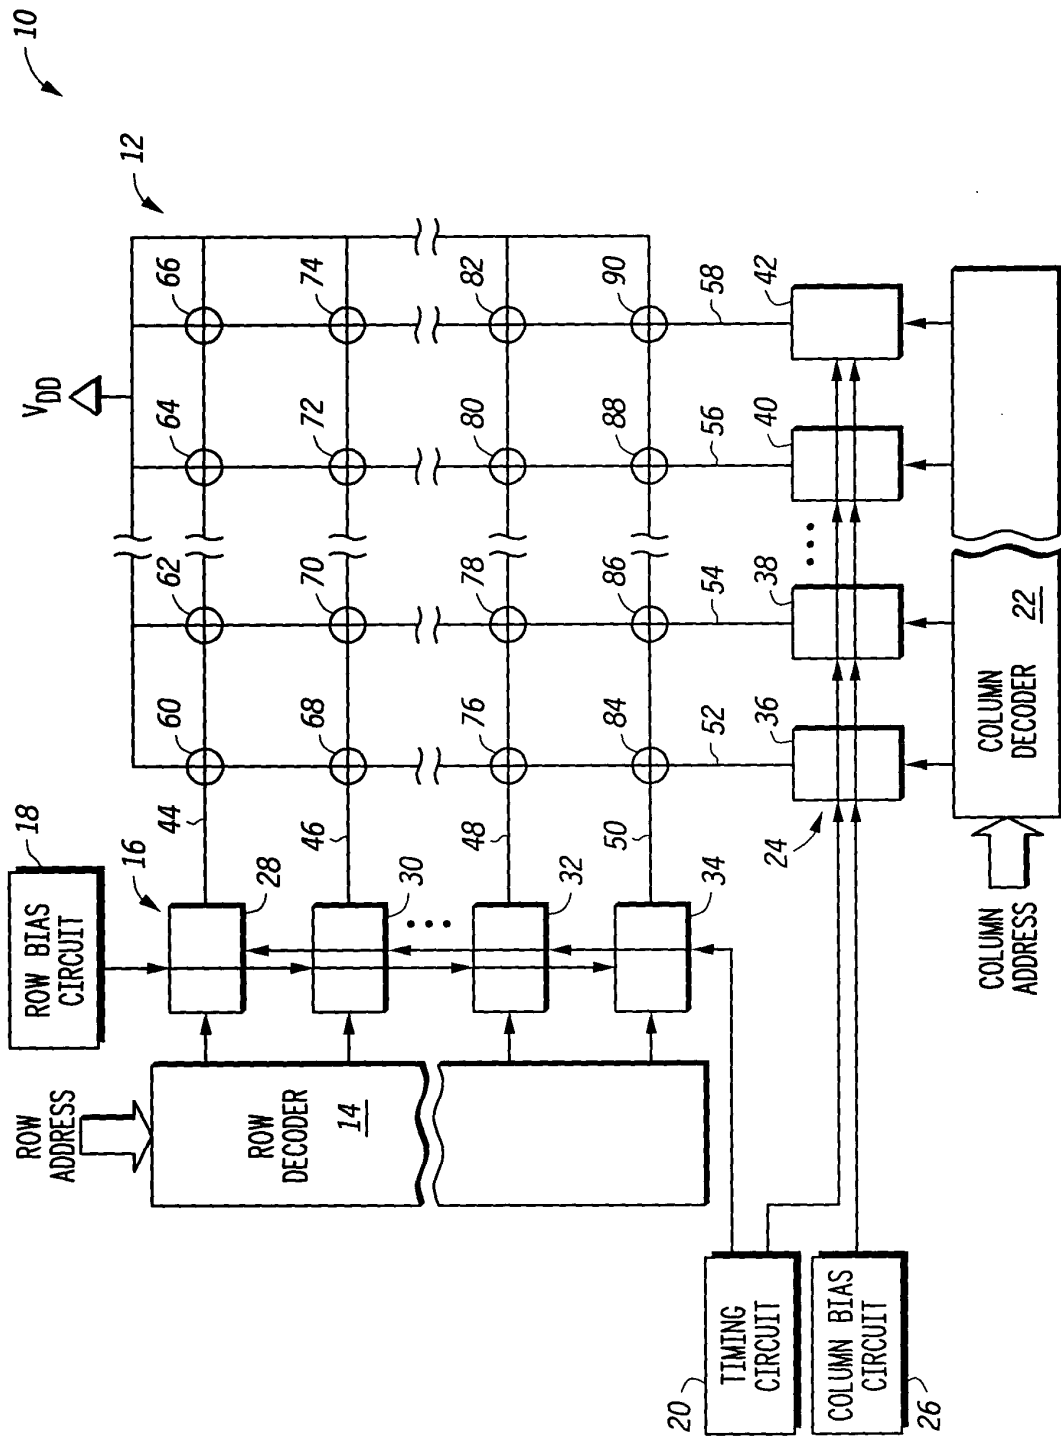 10
12
V_DD
66
74
82
90
58
42
64
72
80
88
56
40
62
70
78
86
54
38
60
68
76
84
52
36
44
46
48
50
24
16
28
30
32
34
18
ROW BIAS
CIRCUIT
ROW
ADDRESS
ROW
DECODER
14
COLUMN
DECODER
22
COLUMN
ADDRESS
TIMING
CIRCUIT
20
COLUMN BIAS
CIRCUIT
26